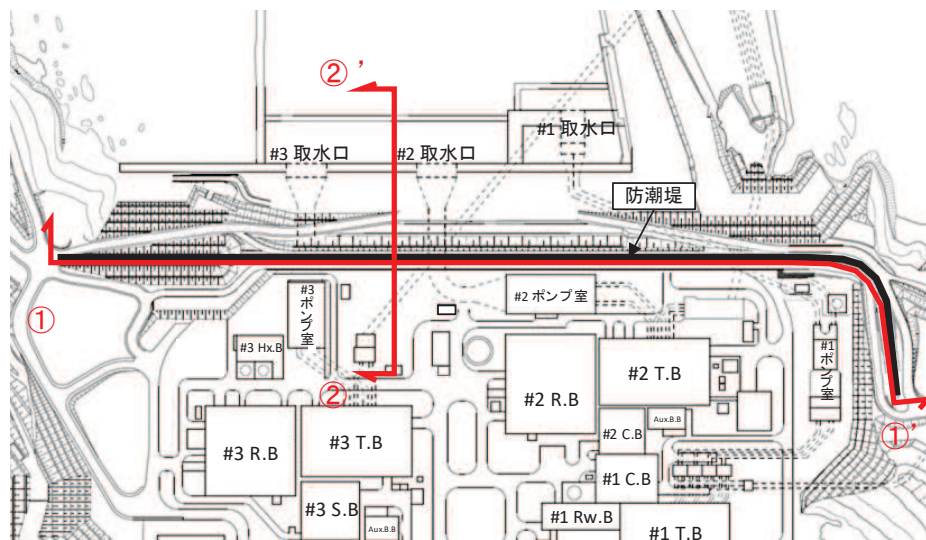 ②’
#1 取水口
#3 取水口
#2 取水口
防潮堤
①
#3
ポンプ室
#2 ポンプ室
#1
ポンプ室
#3 Hx.B
②
#2 R.B
#2 T.B
①’
#3 R.B
#3 T.B
#2 C.B
Aux.B.B
#1 C.B
#3 S.B
Aux.B.B
#1 Rw.B
#1 T.B